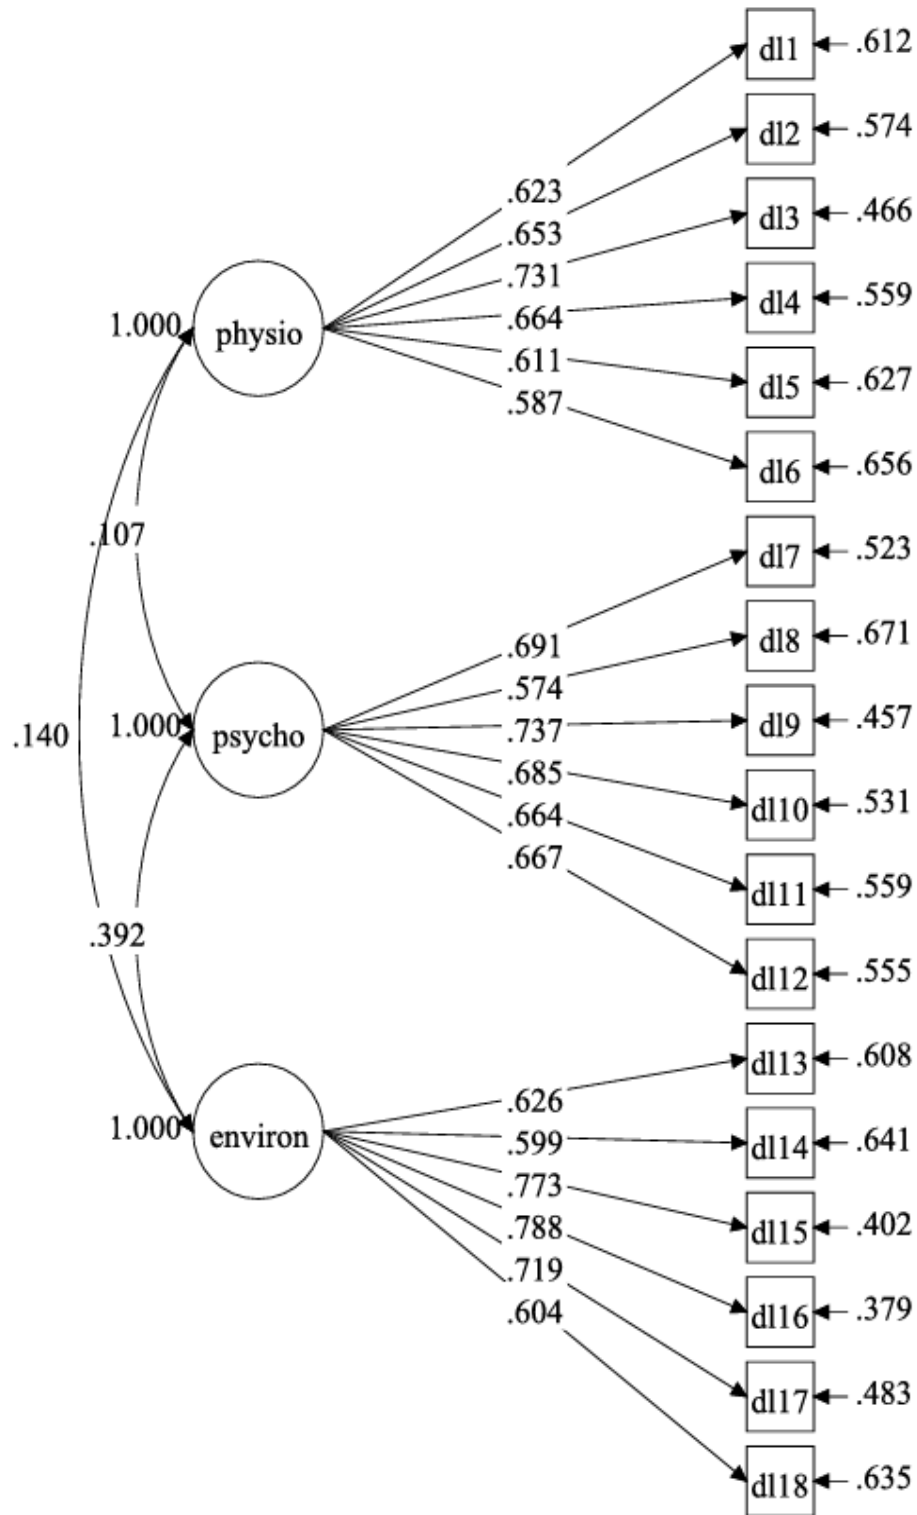 dl1 .612
dl2 .574
.623
.653
dl3 .466
.731
dl4 .559
.664
1.000 physio
.611
dl5 .627
.587
dl6 .656
.107
dl7 .523
.691
dl8 .671
.574
dl9 .457
.737
1.000 psycho
.140
.685
dl10 .531
.664
.667
dl11 .559
.392
dl12 .555
dl13 .608
.626
1.000 environ
.599
dl14 .641
.773
dl15 .402
.788
.719
dl16 .379
.604
dl17 .483
dl18 .635